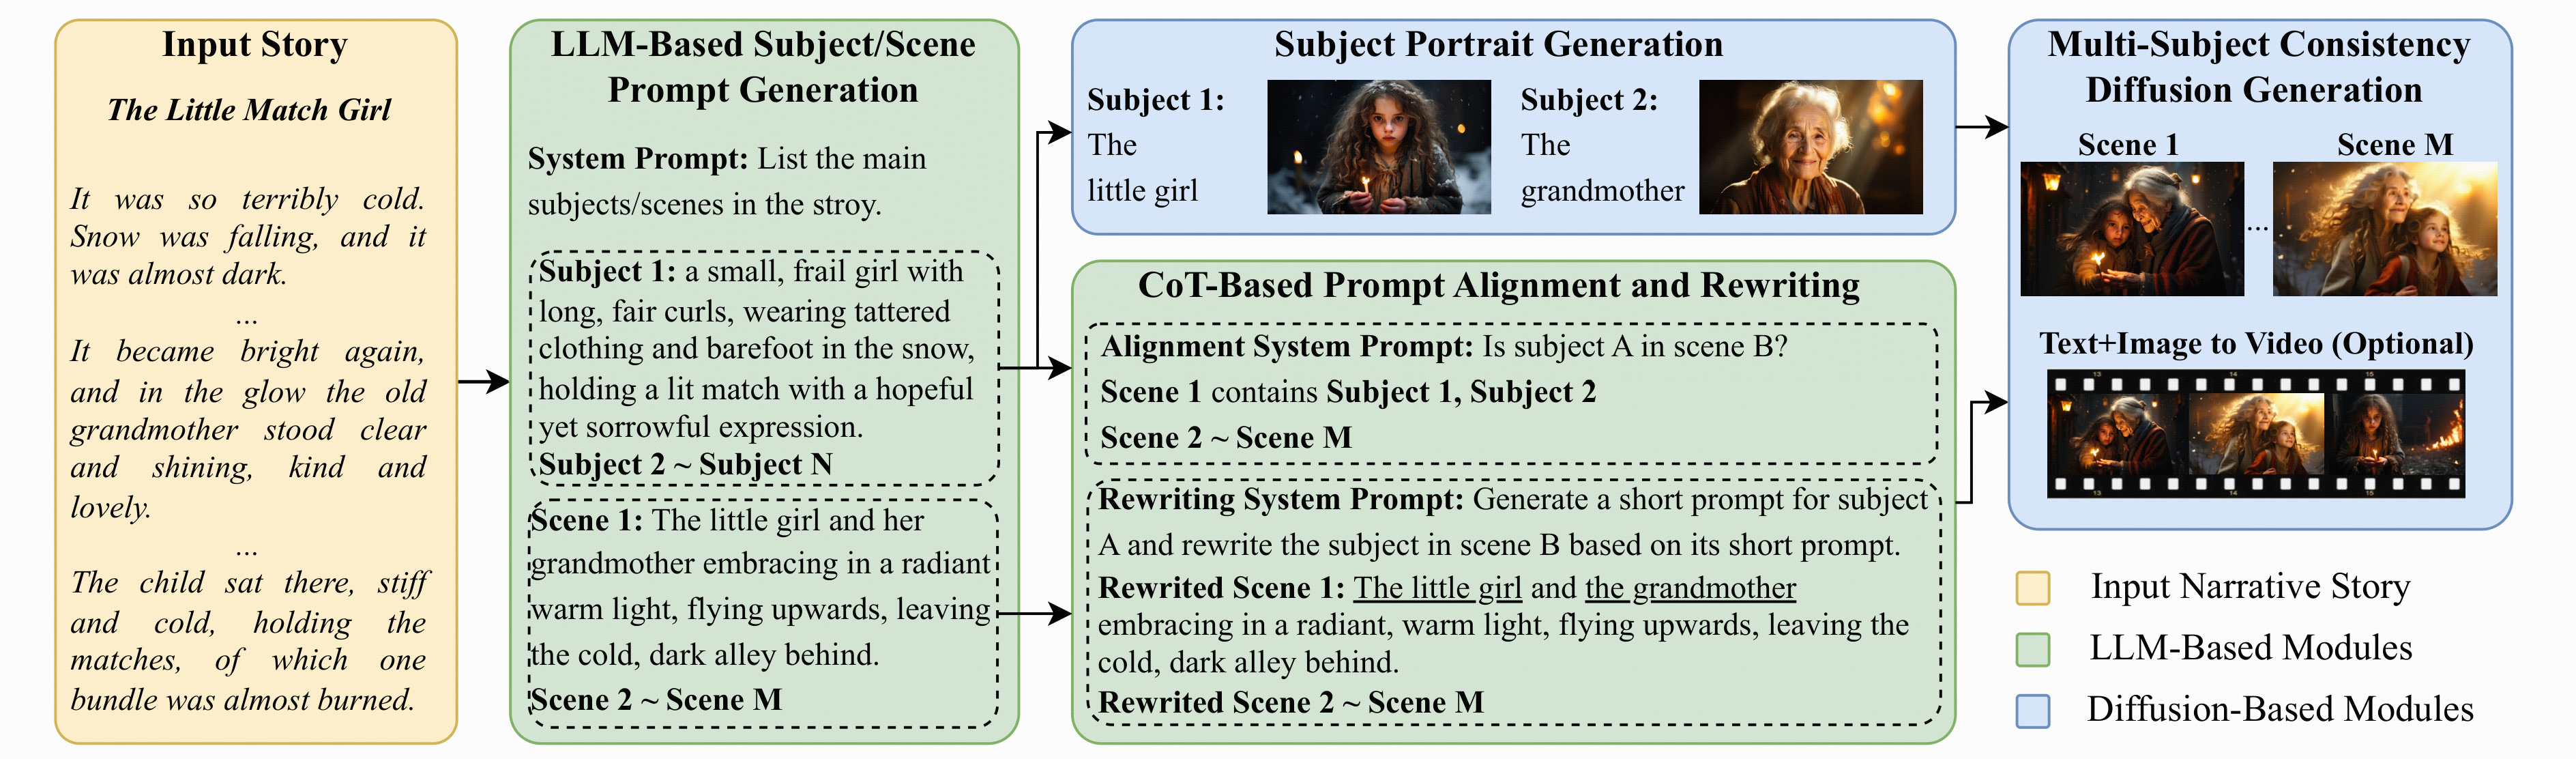 Input Story
The Little Match Girl
It was so terribly cold.
Snow was falling, and it
was almost dark.
...
It became bright again,
and in the glow the old
grandmother stood clear
and shining, kind and
lovely.
...
The child sat there, stiff
and cold, holding the
matches, of which one
bundle was almost burned.
LLM-Based Subject/Scene
Prompt Generation
System Prompt: List the main
subjects/scenes in the stroy.
Subject 1: a small, frail girl with
long, fair curls, wearing tattered
clothing and barefoot in the snow,
holding a lit match with a hopeful
yet sorrowful expression.
Subject 2 ~ Subject N
Scene 1: The little girl and her
grandmother embracing in a radiant
warm light, flying upwards, leaving
the cold, dark alley behind.
Scene 2 ~ Scene M
Subject Portrait Generation
Subject 1:
The
little girl
Subject 2:
The
grandmother
CoT-Based Prompt Alignment and Rewriting
Alignment System Prompt: Is subject A in scene B?
Scene 1 contains Subject 1, Subject 2
Scene 2 ~ Scene M
Rewriting System Prompt: Generate a short prompt for subject
A and rewrite the subject in scene B based on its short prompt.
Rewrited Scene 1: The little girl and the grandmother
embracing in a radiant, warm light, flying upwards, leaving the
cold, dark alley behind.
Rewrited Scene 2 ~ Scene M
Multi-Subject Consistency
Diffusion Generation
Scene 1
Scene M
...
Text+Image to Video (Optional)
13 14 15
13 14 15
Input Narrative Story
LLM-Based Modules
Diffusion-Based Modules